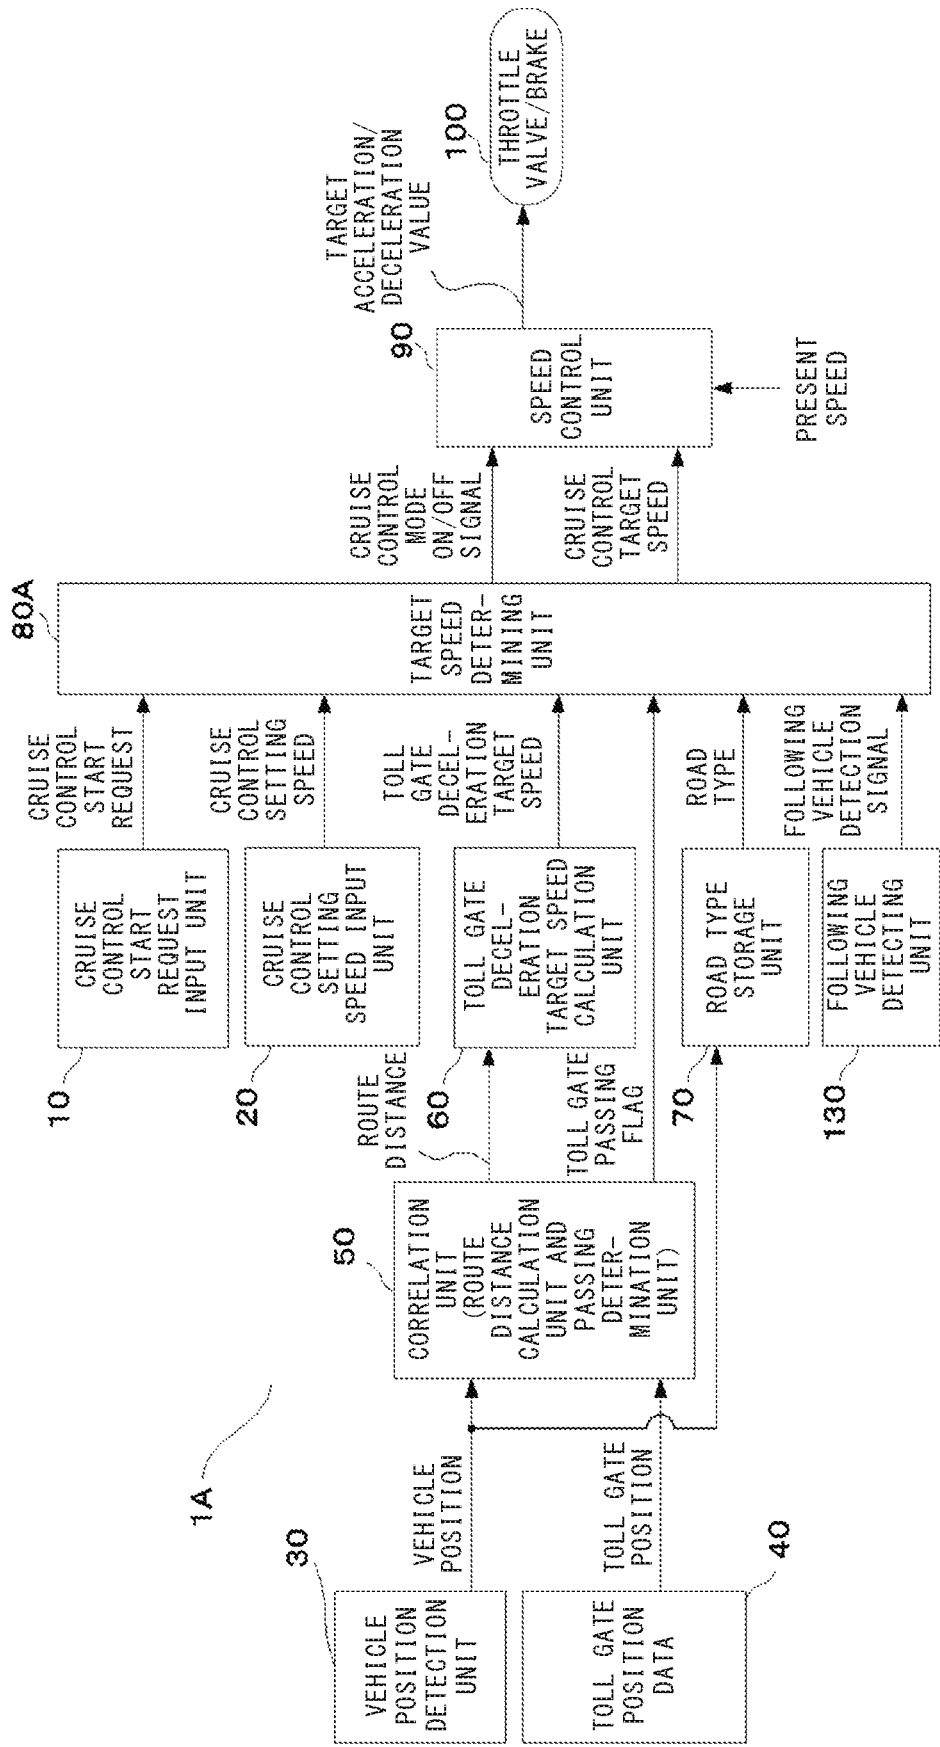 1A
10
CRUISE
CONTROL
START
REQUEST
INPUT UNIT
CRUISE
CONTROL
START
REQUEST
20
CRUISE
CONTROL
SETTING
SPEED INPUT
UNIT
CRUISE
CONTROL
SETTING
SPEED
30
VEHICLE
POSITION
DETECTION
UNIT
VEHICLE
POSITION
40
TOLL GATE
POSITION
DATA
TOLL GATE
POSITION
50
CORRELATION
UNIT
(ROUTE
DISTANCE
CALCULATION
UNIT AND
PASSING
DETER-
MINATION
UNIT)
ROUTE
DISTANCE
TOLL GATE
PASSING
FLAG
60
TOLL GATE
DECEL-
ERATION
TARGET SPEED
CALCULATION
UNIT
TOLL
GATE
DECEL-
ERATION
TARGET
SPEED
70
ROAD TYPE
STORAGE
UNIT
ROAD
TYPE
130
FOLLOWING
VEHICLE
DETECTING
UNIT
FOLLOWING
VEHICLE
DETECTION
SIGNAL
80A
TARGET
SPEED
DETER-
MINING
UNIT
CRUISE
CONTROL
MODE
ON/OFF
SIGNAL
CRUISE
CONTROL
TARGET
SPEED
90
SPEED
CONTROL
UNIT
PRESENT
SPEED
TARGET
ACCELERATION/
DECELERATION
VALUE
100
THROTTLE
VALVE/BRAKE